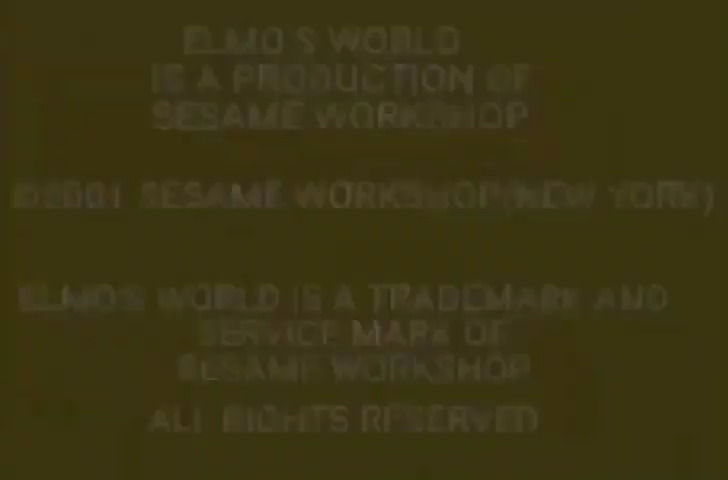 ELMO'S WORLD
IS A PRODUCTION OF
SESAME WORKSHOP
©2001 SESAME WORKSHOP(NEW YORK)
ELMO'S WORLD IS A TRADEMARK AND
SERVICE MARK OF
SESAME WORKSHOP
ALL RIGHTS RESERVED